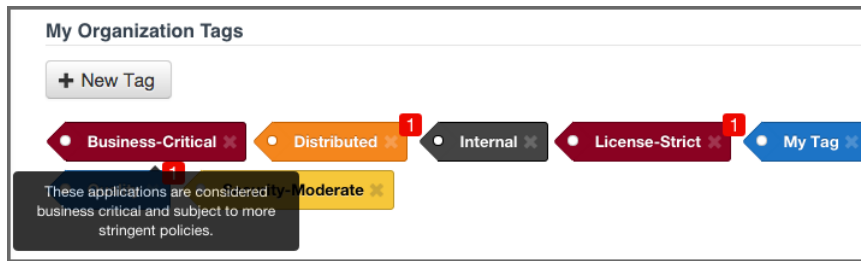 My Organization Tags
+ New Tag
1 1
Business-Critical × Distributed × Internal × License-Strict × My Tag ×
1
-Moderate ×
These applications are considered
business critical and subject to more
stringent policies.